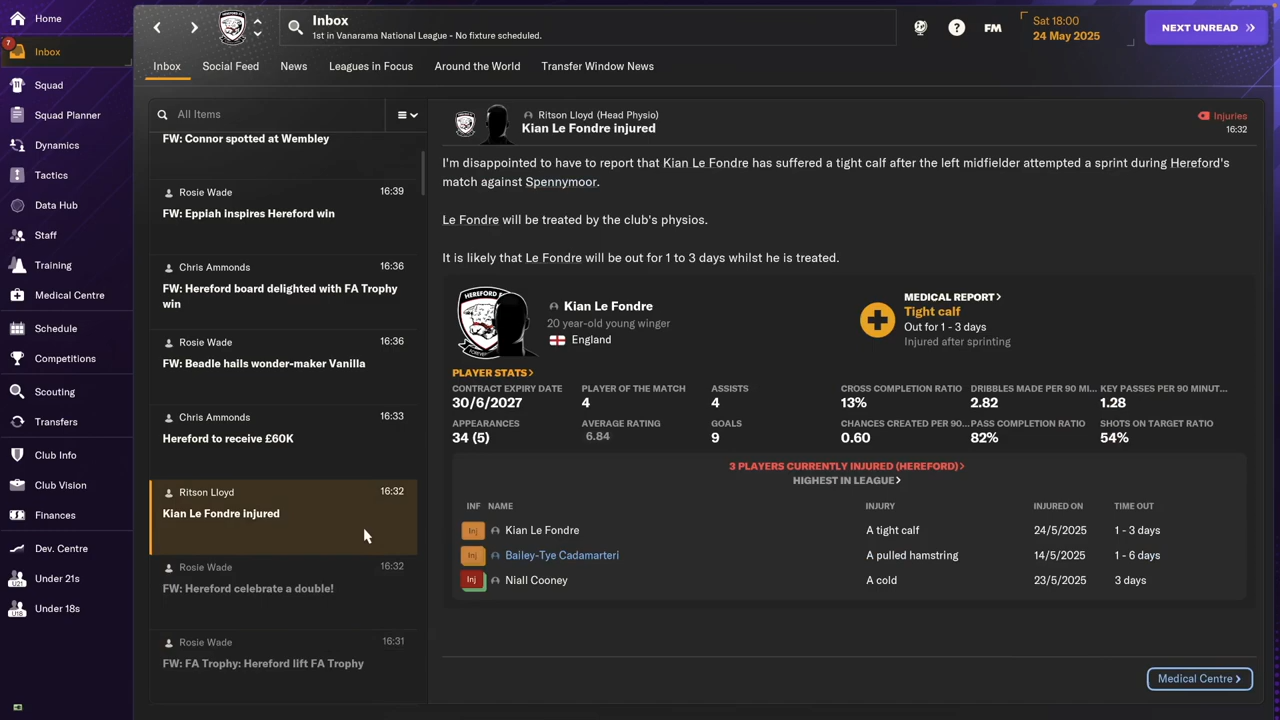 Home
7
Inbox
Squad
Squad Planner
Dynamics
Tactics
Data Hub
Staff
Training
Medical Centre
Schedule
Competitions
Scouting
Transfers
Club Info
Club Vision
Finances
Dev. Centre
Under 21s
Under 18s
Inbox
1st in Vanarama National League - No fixture scheduled.
FM
Sat 18:00
24 May 2025
NEXT UNREAD
Inbox
Social Feed
News
Leagues in Focus
Around the World
Transfer Window News
All Items
FW: Connor spotted at Wembley
Rosie Wade 16:39
FW: Eppiah inspires Hereford win
Chris Ammonds 16:36
FW: Hereford board delighted with FA Trophy
win
Rosie Wade 16:36
FW: Beadle hails wonder-maker Vanilla
Chris Ammonds 16:33
Hereford to receive £60K
Ritson Lloyd 16:32
Kian Le Fondre injured
Rosie Wade 16:32
FW: Hereford celebrate a double!
Rosie Wade 16:31
FW: FA Trophy: Hereford lift FA Trophy
Ritson Lloyd (Head Physio)
Kian Le Fondre injured
Injuries
16:32
I'm disappointed to have to report that Kian Le Fondre has suffered a tight calf after the left midfielder attempted a sprint during Hereford's
match against Spennymoor.
Le Fondre will be treated by the club's physios.
It is likely that Le Fondre will be out for 1 to 3 days whilst he is treated.
Kian Le Fondre
20 year-old young winger
England
MEDICAL REPORT
Tight calf
Out for 1 - 3 days
Injured after sprinting
PLAYER STATS
CONTRACT EXPIRY DATE PLAYER OF THE MATCH ASSISTS CROSS COMPLETION RATIO DRIBBLES MADE PER 90 MI... KEY PASSES PER 90 MINUT...
30/6/2027 4 4 13% 2.82 1.28
APPEARANCES AVERAGE RATING GOALS CHANCES CREATED PER 90... PASS COMPLETION RATIO SHOTS ON TARGET RATIO
34 (5) 6.84 9 0.60 82% 54%
3 PLAYERS CURRENTLY INJURED (HEREFORD)
HIGHEST IN LEAGUE
INF NAME INJURY INJURED ON TIME OUT
Inj Kian Le Fondre A tight calf 24/5/2025 1 - 3 days
Inj Bailey-Tye Cadamarteri A pulled hamstring 14/5/2025 1 - 6 days
Inj Niall Cooney A cold 23/5/2025 3 days
Medical Centre